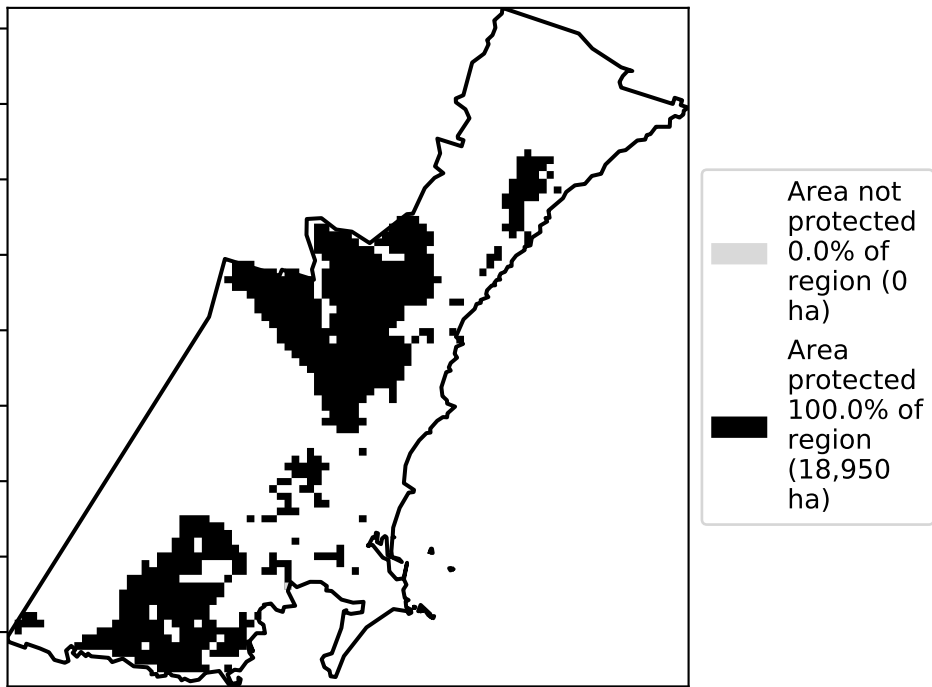 Area not
protected
0.0% of
region (0
ha)
Area
protected
100.0% of
region
(18,950
ha)